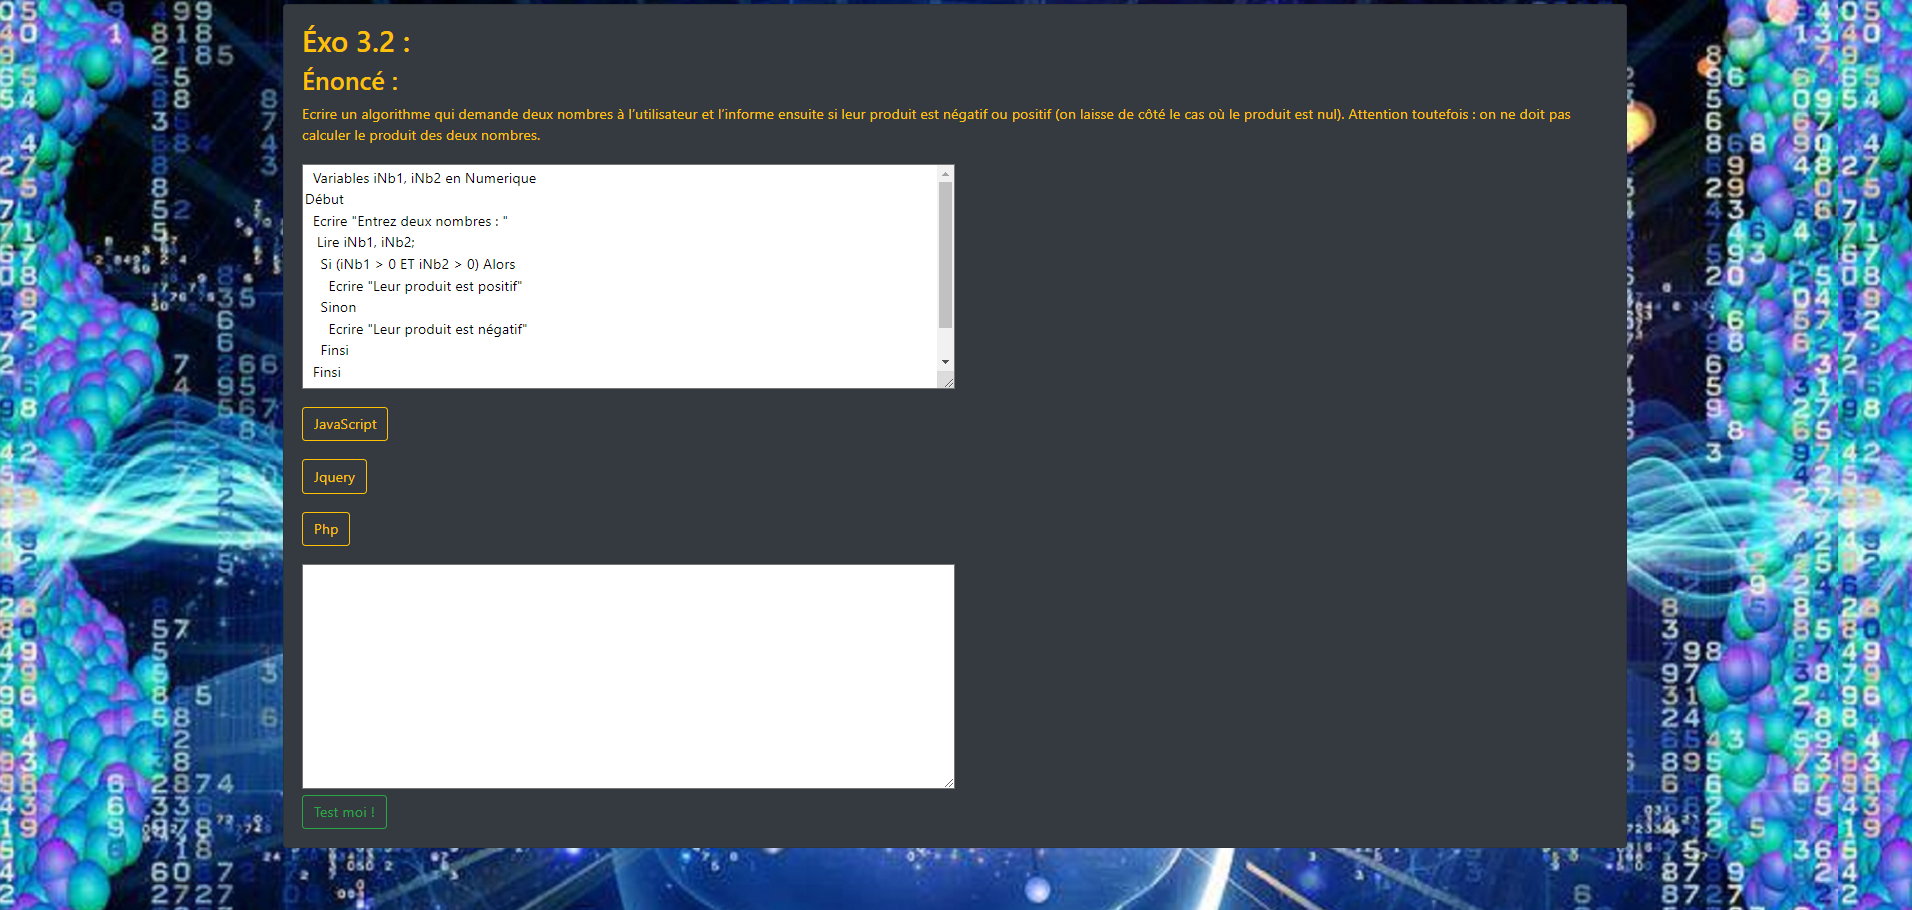 Éxo 3.2 :
Énoncé :
Ecrire un algorithme qui demande deux nombres à l’utilisateur et l’informe ensuite si leur produit est négatif ou positif (on laisse de côté le cas où le produit est nul). Attention toutefois : on ne doit pas
calculer le produit des deux nombres.
Variables iNb1, iNb2 en Numerique
Début
Ecrire "Entrez deux nombres : "
Lire iNb1, iNb2;
Si (iNb1 > 0 ET iNb2 > 0) Alors
Ecrire "Leur produit est positif"
Sinon
Ecrire "Leur produit est négatif"
Finsi
Finsi
JavaScript
Jquery
Php
Test moi !